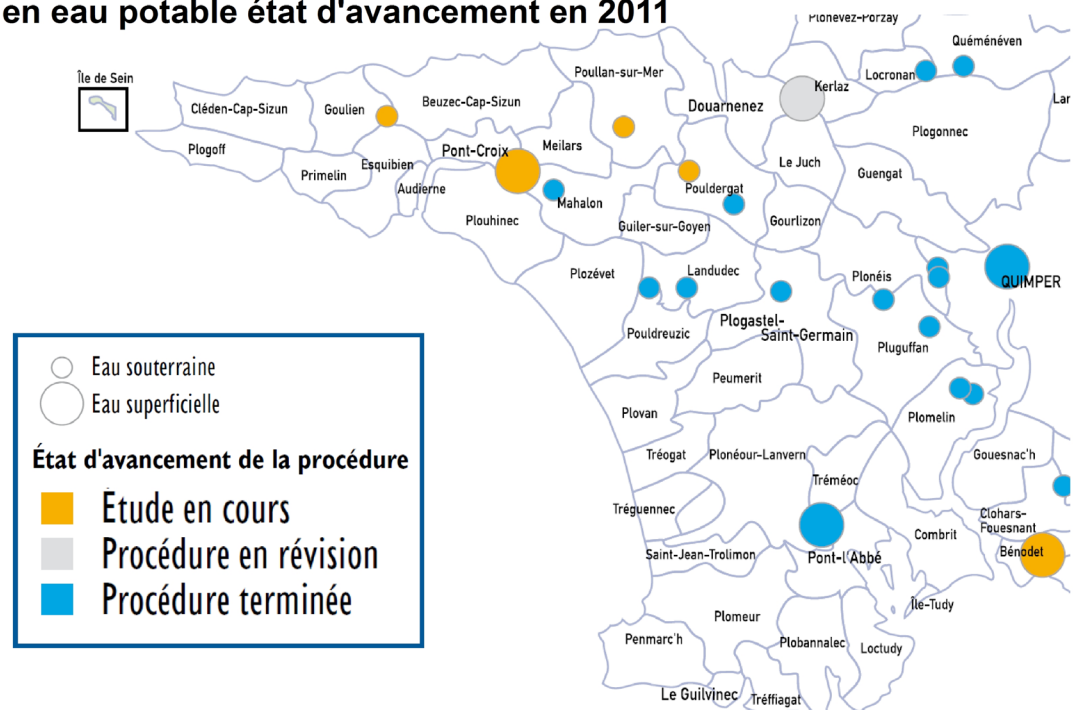 en eau potable état d'avancement en 2011
Plonévez-Porzay
Quéménéven
Île de Sein
Poullan-sur-Mer
Locronan
Kerlaz
Lar
Cléden-Cap-Sizun
Goulien
Beuzec-Cap-Sizun
Douarnenez
Plogonnec
Plogoff
Pont-Croix
Meilars
Primelin
Esquibien
Le Juch
Guengat
Audierne
Pouldergat
Mahalon
Plouhinec
Guiler-sur-Goyen
Gourlizon
Plozévet
Landudec
Plonéis
QUIMPER
Pouldreuzic
Plogastel-
Saint-Germain
Pluguffan
Peumerit
Plovan
Plomelin
Tréogat
Plonéour-Lanvern
Gouesnac'h
Tréméoc
Tréguennec
Clohars-
Fouesnant
Combrit
Bénodet
Saint-Jean-Trolimon
Pont-l'Abbé
Île-Tudy
Plomeur
Penmarc'h
Plobannalec
Loctudy
Le Guilvinec
Tréffiagat
Eau souterraine
Eau superficielle
État d'avancement de la procédure
Etude en cours
Procédure en révision
Procédure terminée